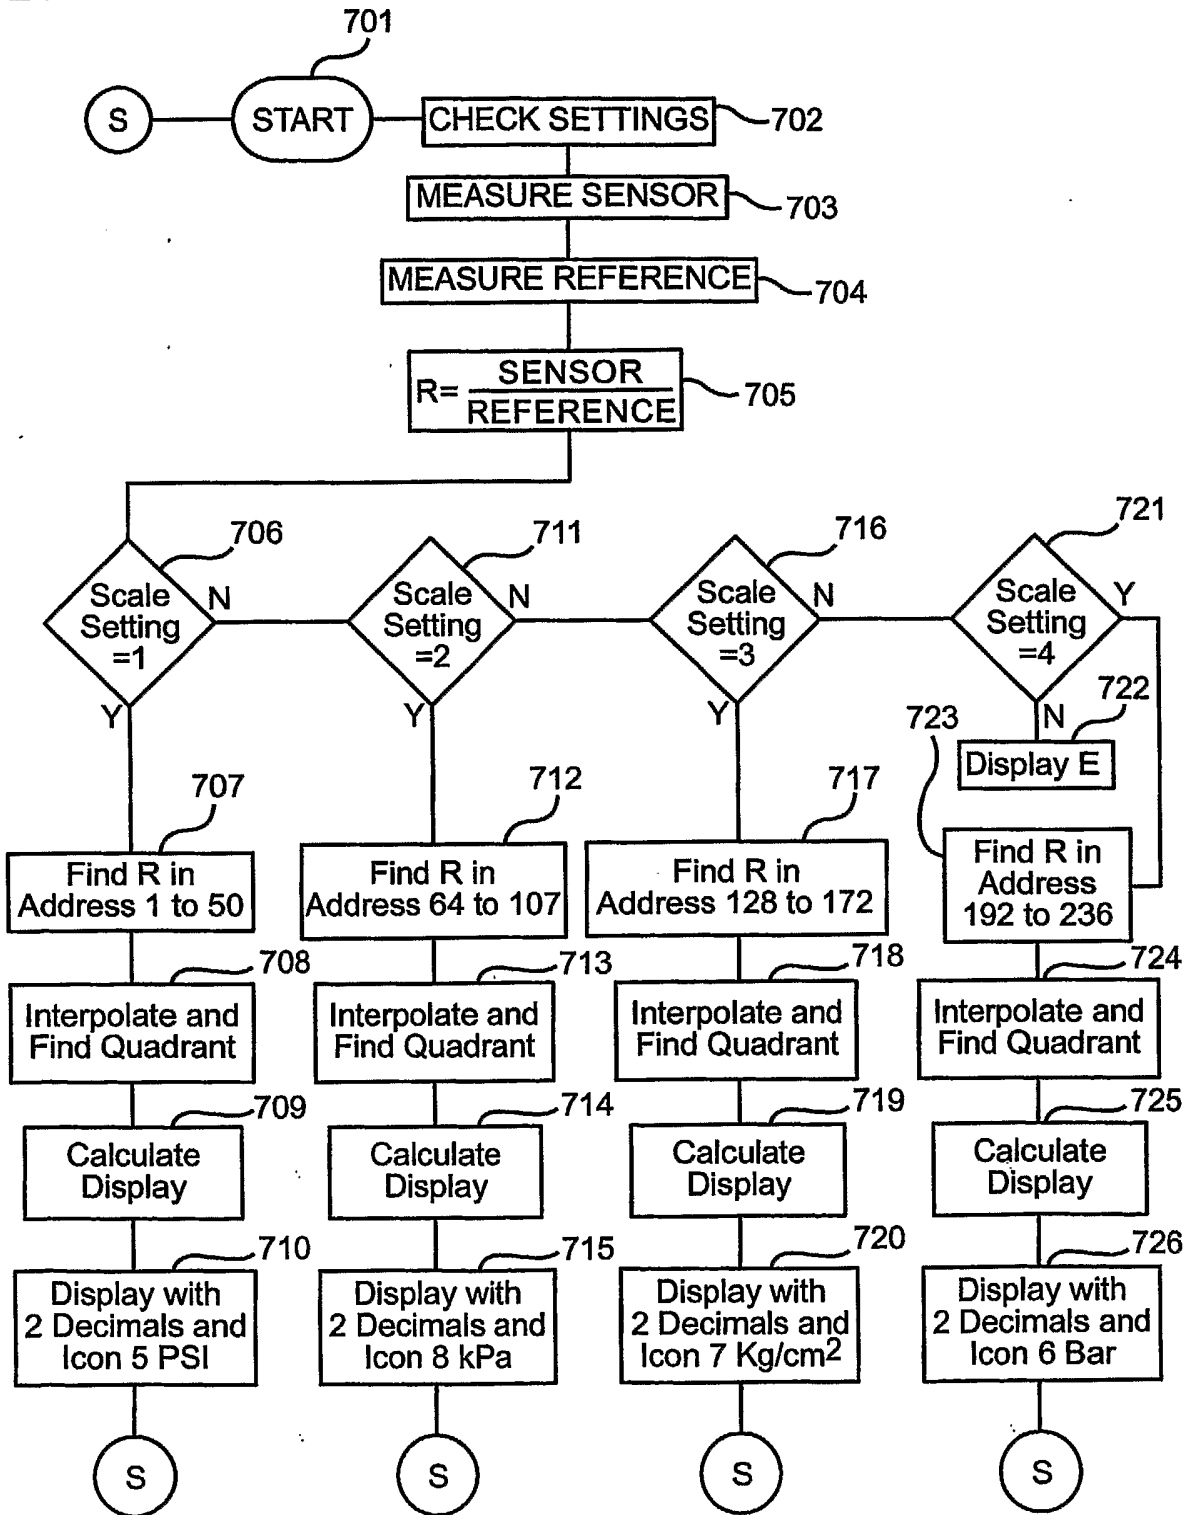 701
S
START
CHECK SETTINGS
702
MEASURE SENSOR
703
MEASURE REFERENCE
704
R= SENSOR
REFERENCE
705
706
Scale
Setting
=1
N
Y
711
Scale
Setting
=2
N
Y
716
Scale
Setting
=3
N
Y
721
Scale
Setting
=4
Y
N
722
Display E
723
707
Find R in
Address 1 to 50
712
Find R in
Address 64 to 107
717
Find R in
Address 128 to 172
Find R in
Address
192 to 236
708
Interpolate and
Find Quadrant
713
Interpolate and
Find Quadrant
718
Interpolate and
Find Quadrant
724
Interpolate and
Find Quadrant
709
Calculate
Display
714
Calculate
Display
719
Calculate
Display
725
Calculate
Display
710
Display with
2 Decimals and
Icon 5 PSI
715
Display with
2 Decimals and
Icon 8 kPa
720
Display with
2 Decimals and
Icon 7 Kg/cm2
726
Display with
2 Decimals and
Icon 6 Bar
S
S
S
S